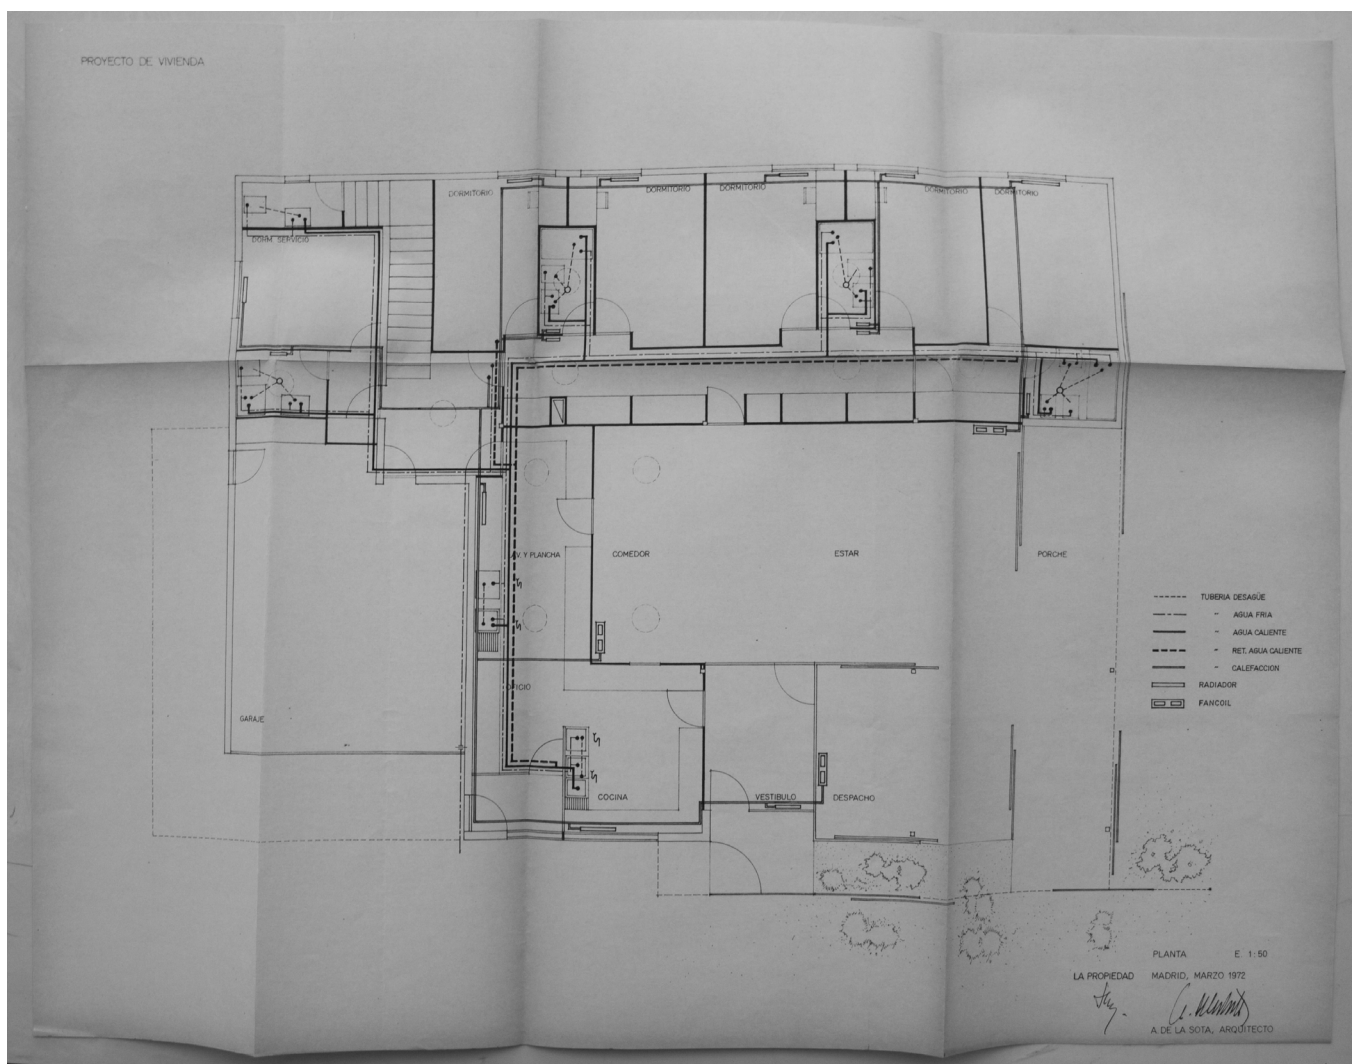 PROYECTO DE VIVIENDA
DORMITORIO
DORMITORIO
DORMITORIO
DORMITORIO
DORMITORIO
DORM. SERVICIO
AV. Y PLANCHA
COMEDOR
ESTAR
PORCHE
TUBERIA DESAGÜE
" AGUA FRIA
" AGUA CALIENTE
" RET. AGUA CALIENTE
" CALEFACCION
RADIADOR
FANCOIL
OFICIO
GARAJE
COCINA
VESTIBULO
DESPACHO
PLANTA E. 1:50
LA PROPIEDAD MADRID, MARZO 1972
A. DE LA SOTA, ARQUITECTO